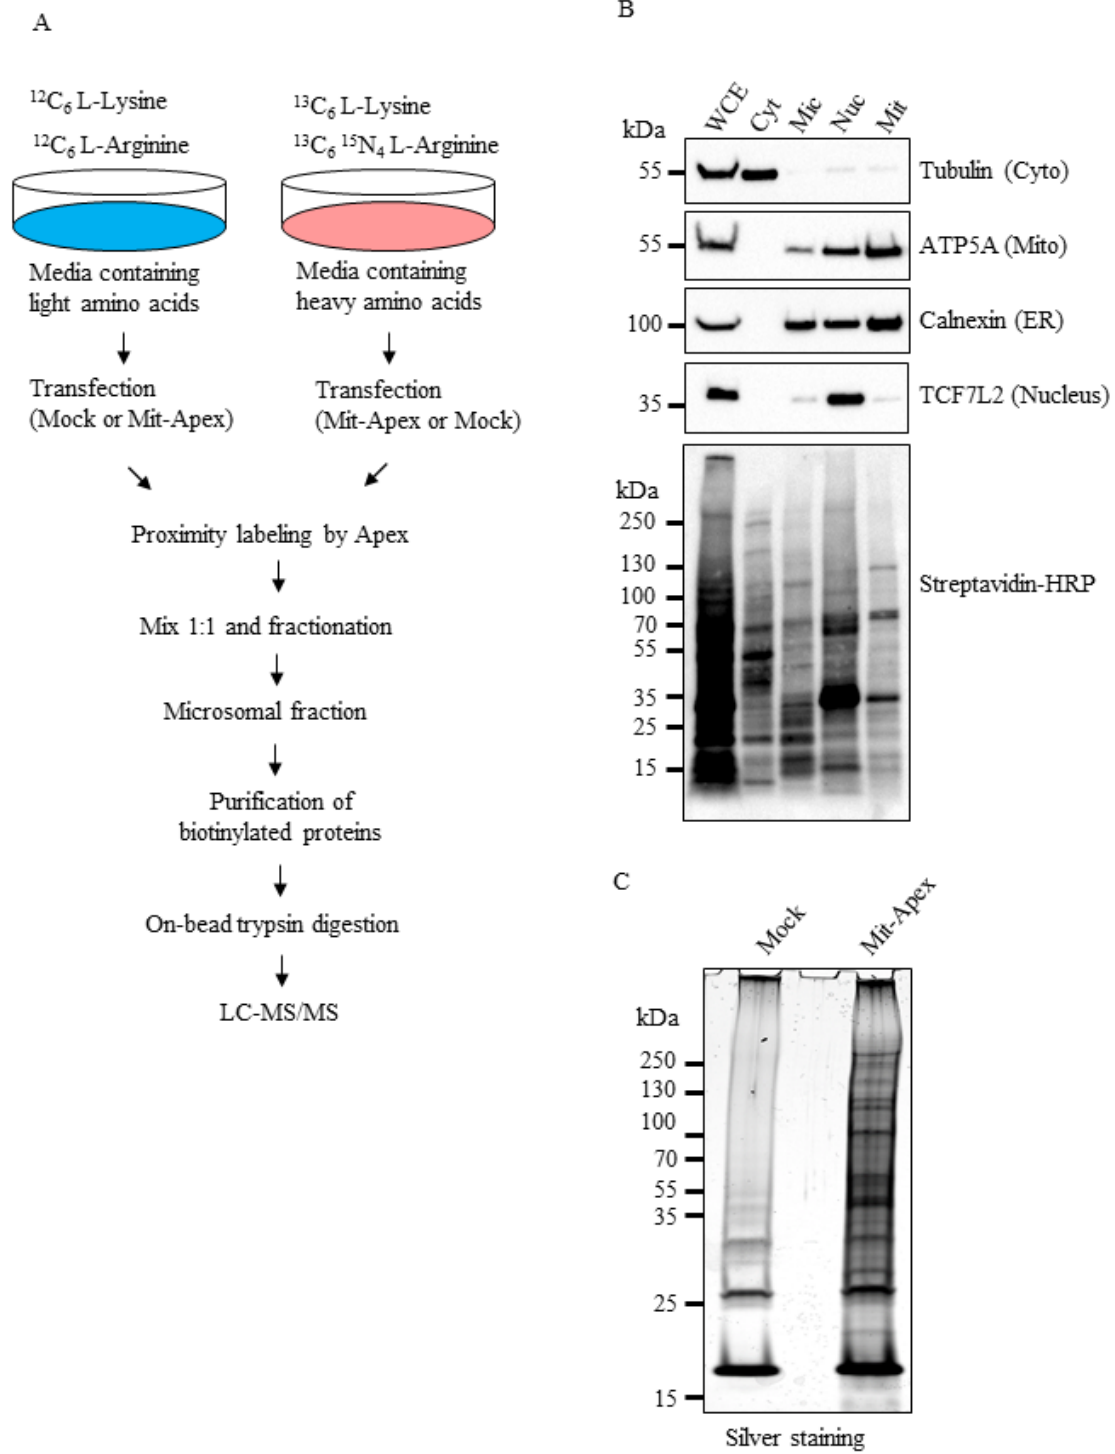 A
¹²C₆ L-Lysine
¹²C₆ L-Arginine
¹³C₆ L-Lysine
¹³C₆ ¹⁵N₄ L-Arginine
Media containing
light amino acids
Media containing
heavy amino acids
Transfection
(Mock or Mit-Apex)
Transfection
(Mit-Apex or Mock)
Proximity labeling by Apex
Mix 1:1 and fractionation
Microsomal fraction
Purification of
biotinylated proteins
On-bead trypsin digestion
LC-MS/MS
B
WCE Cyt Mic Nuc Mit
kDa
55 Tubulin (Cyto)
55 ATP5A (Mito)
100 Calnexin (ER)
35 TCF7L2 (Nucleus)
kDa
250
130
100
70
55
35
25
15
Streptavidin-HRP
C
Mock Mit-Apex
kDa
250
130
100
70
55
35
25
15
Silver staining